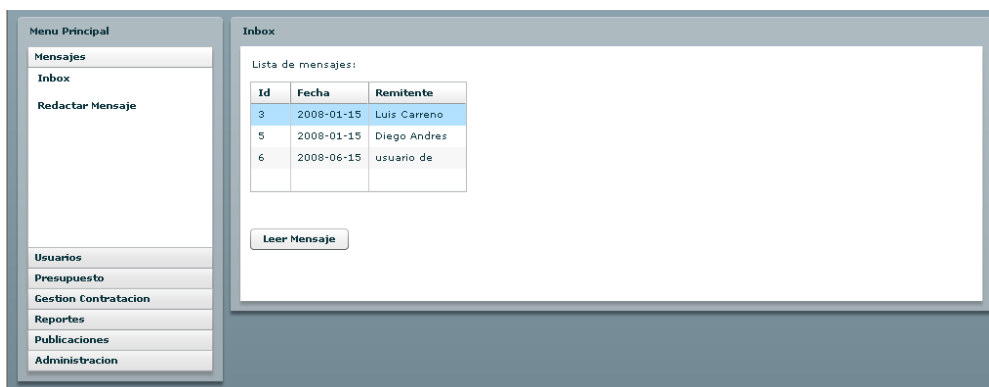 Menu Principal
Mensajes
Inbox
Redactar Mensaje
Usuarios
Presupuesto
Gestion Contratacion
Reportes
Publicaciones
Administracion
Inbox
Lista de mensajes:
Id Fecha Remitente
3 2008-01-15 Luis Carreno
5 2008-01-15 Diego Andres
6 2008-06-15 usuario de
Leer Mensaje